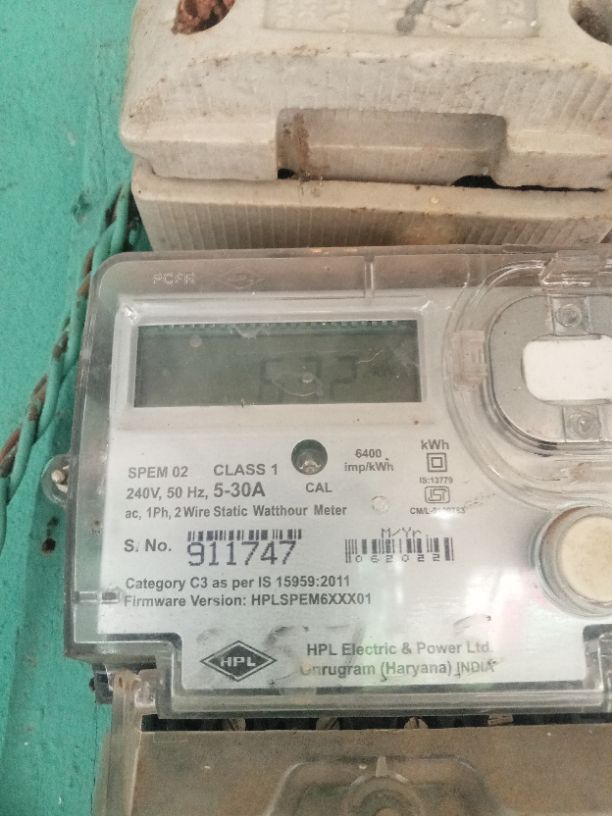 SPEM 02 CLASS 1
240V, 50 Hz, 5-30A
ac, 1Ph, 2 Wire Static Watthour Meter
CAL
6400
imp/kWh
kWh
IS:13779
S. No. 911747
M/Yr
062022
Category C3 as per IS 15959:2011
Firmware Version: HPLSPEM6XXX01
HPL
HPL Electric & Power Ltd.
Gurugram (Haryana) INDIA